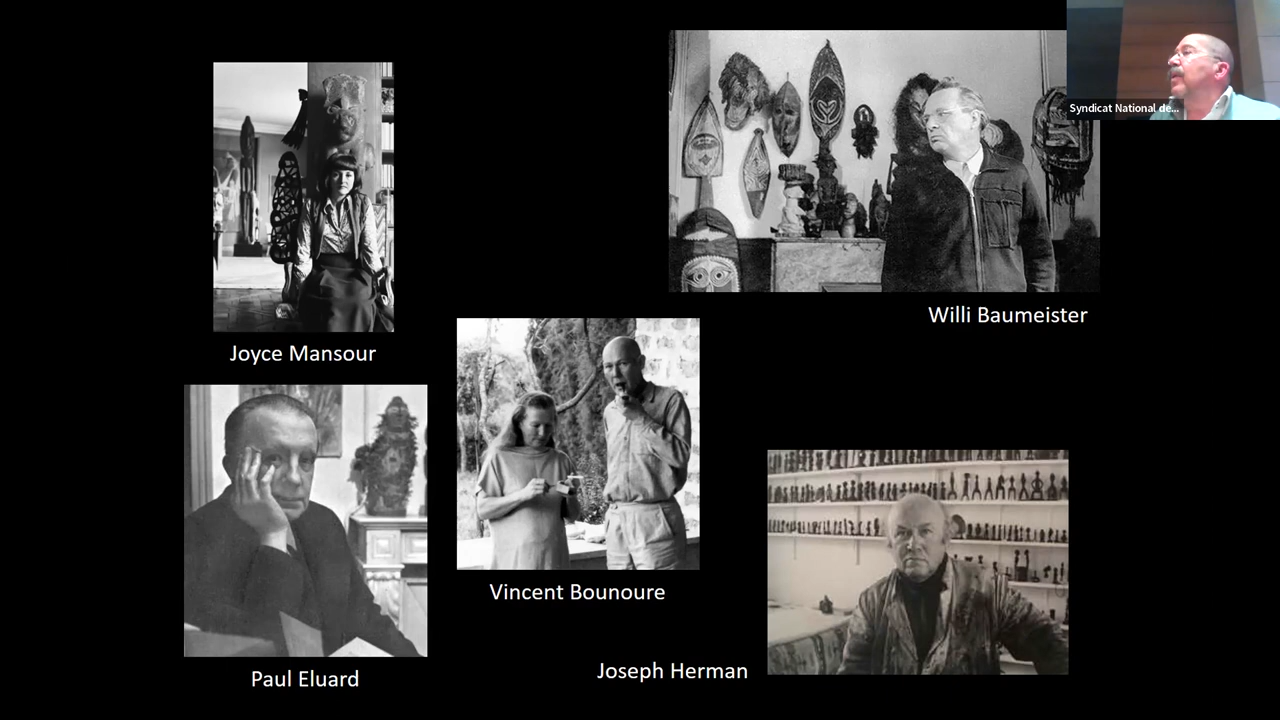 Syndicat National de...
Willi Baumeister
Joyce Mansour
Vincent Bounoure
Joseph Herman
Paul Eluard